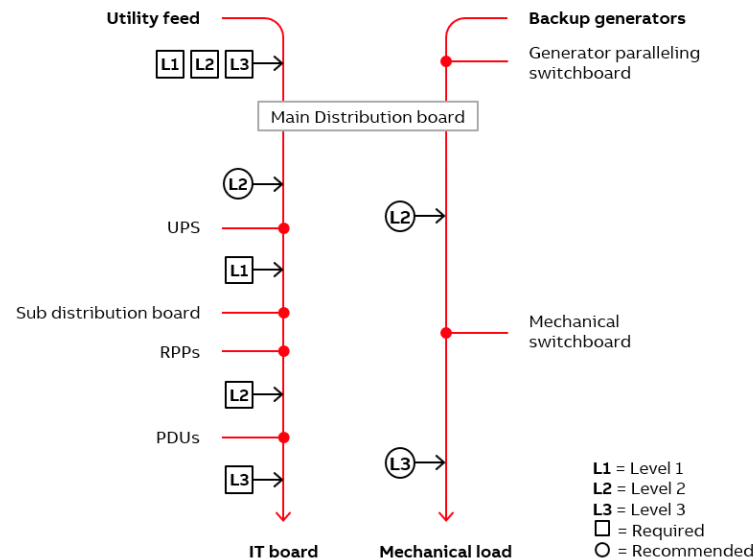 Utility feed
Backup generators
Generator paralleling
switchboard
L1 L2 L3
Main Distribution board
L2
L2
UPS
L1
Sub distribution board
Mechanical
switchboard
RPPs
L2
PDUs
L3
L3
L1 = Level 1
L2 = Level 2
L3 = Level 3
= Required
= Recommended
IT board
Mechanical load